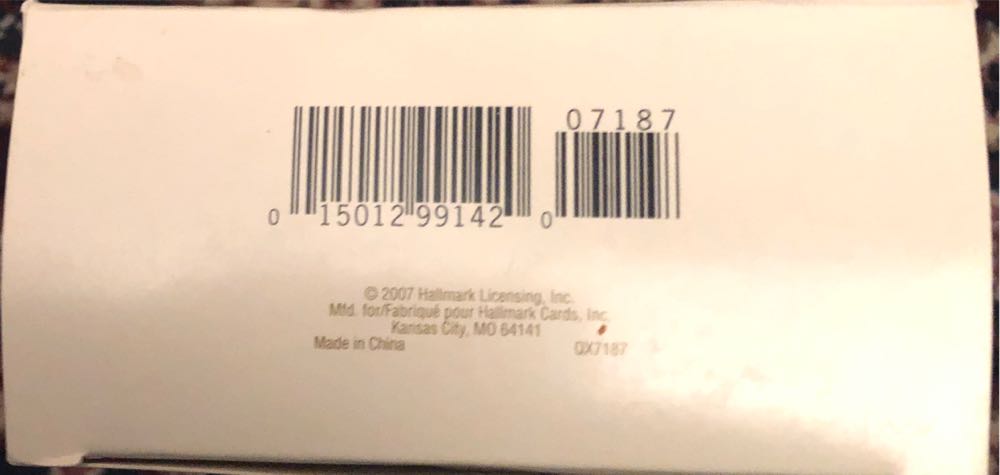 07187
0 15012 99142 0
© 2007 Hallmark Licensing, Inc.
Mfd. for/Fabriqué pour Hallmark Cards, Inc.
Kansas City, MO 64141
Made in China QX7187